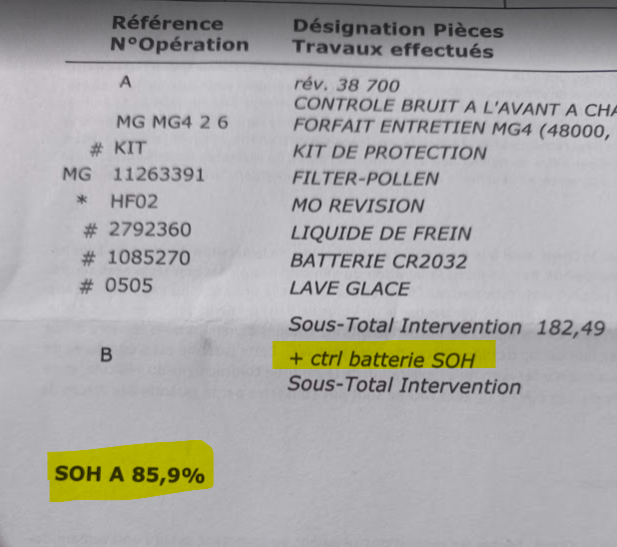 Référence Désignation Pièces
N°Opération Travaux effectués
A rév. 38 700
CONTROLE BRUIT A L'AVANT A CHA
MG MG4 2 6 FORFAIT ENTRETIEN MG4 (48000,
# KIT KIT DE PROTECTION
MG 11263391 FILTER-POLLEN
* HF02 MO REVISION
# 2792360 LIQUIDE DE FREIN
# 1085270 BATTERIE CR2032
# 0505 LAVE GLACE
Sous-Total Intervention 182,49
B + ctrl batterie SOH
Sous-Total Intervention
SOH A 85,9%